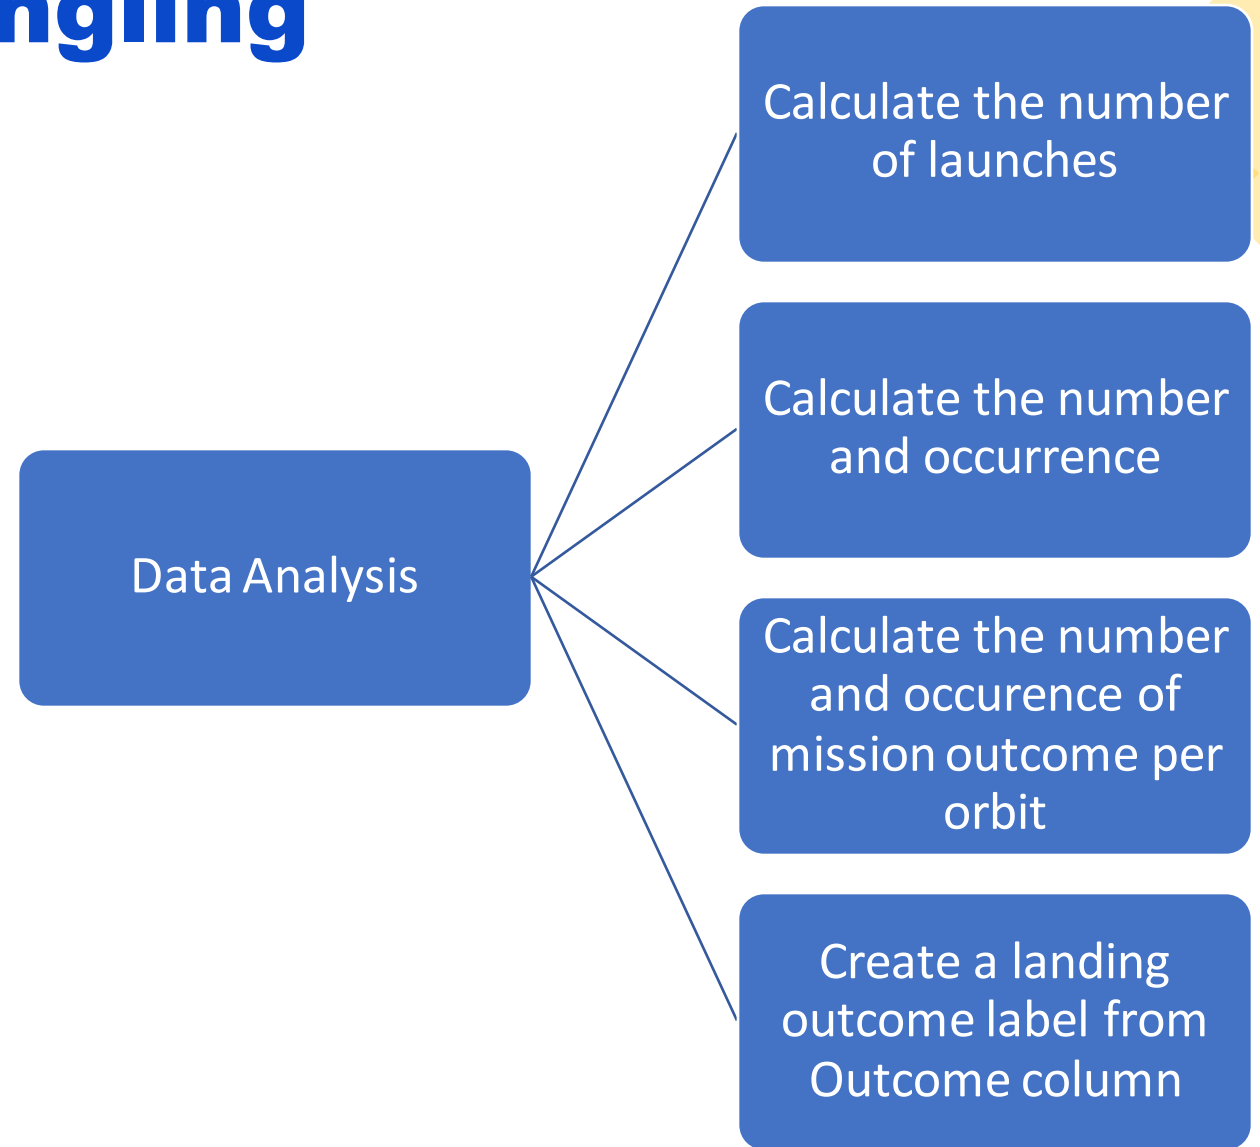 ngling
Calculate the number
of launches
Calculate the number
and occurrence
Data Analysis
Calculate the number
and occurence of
mission outcome per
orbit
Create a landing
outcome label from
Outcome column